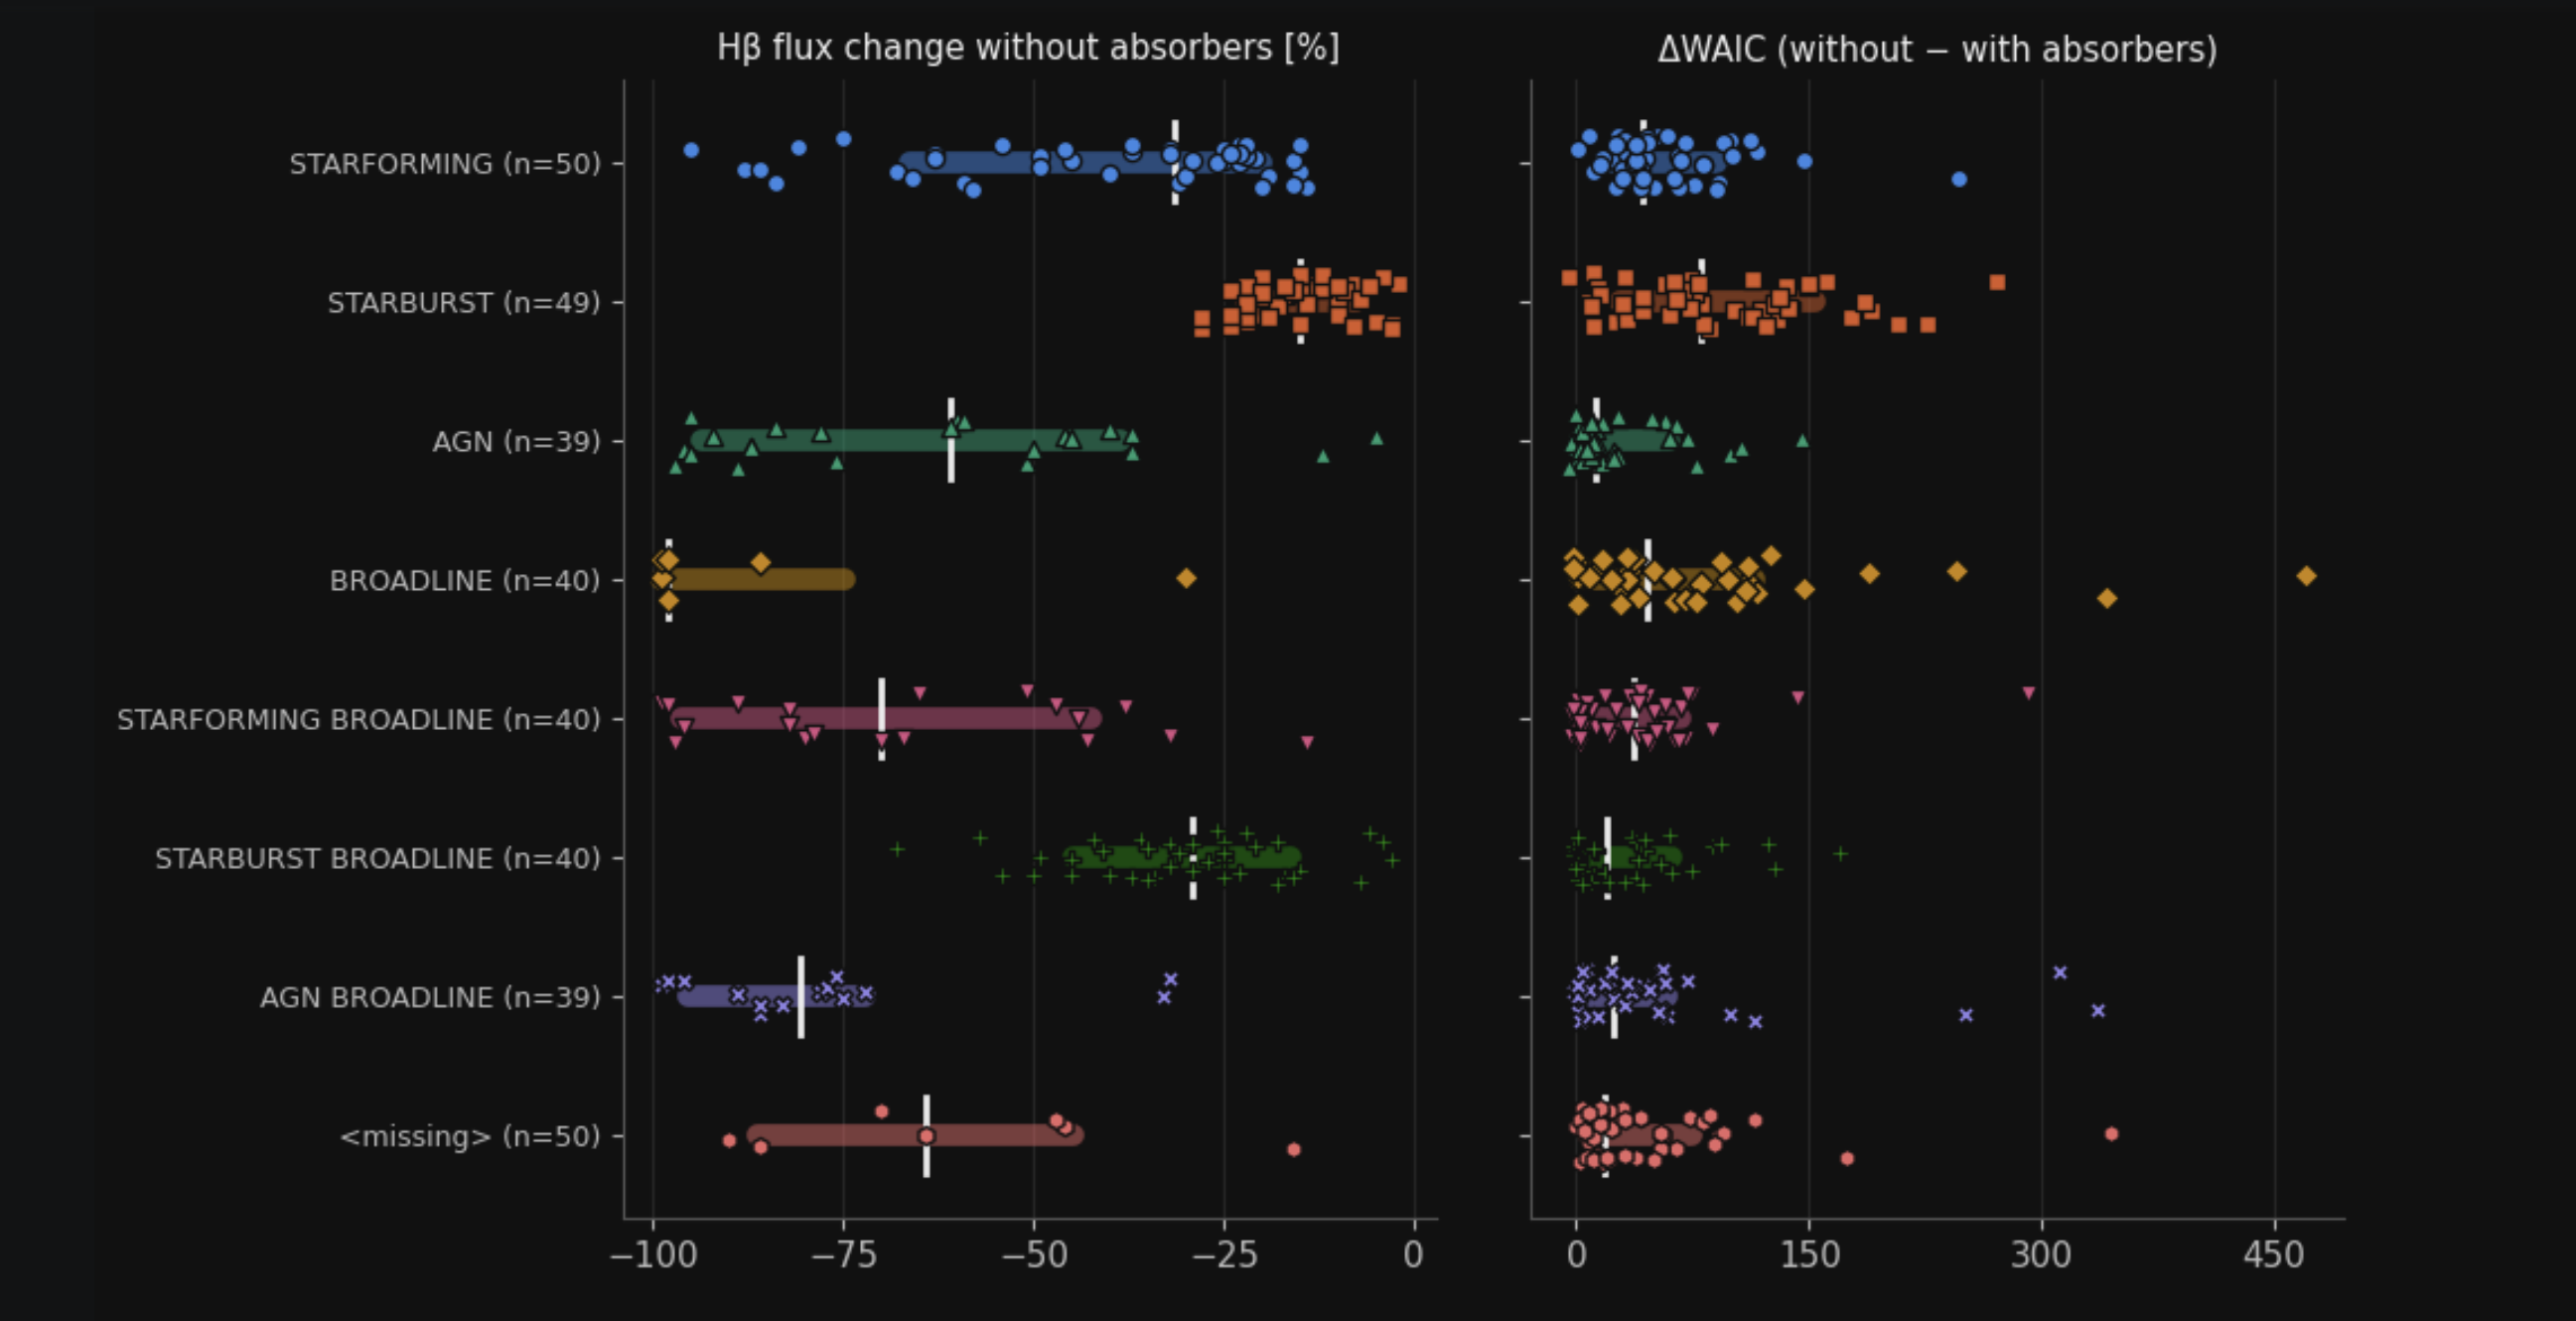 Hβ flux change without absorbers [%]
ΔWAIC (without − with absorbers)
STARFORMING (n=50)
STARBURST (n=49)
AGN (n=39)
BROADLINE (n=40)
STARFORMING BROADLINE (n=40)
STARBURST BROADLINE (n=40)
AGN BROADLINE (n=39)
<missing> (n=50)
−100 −75 −50 −25 0
0 150 300 450